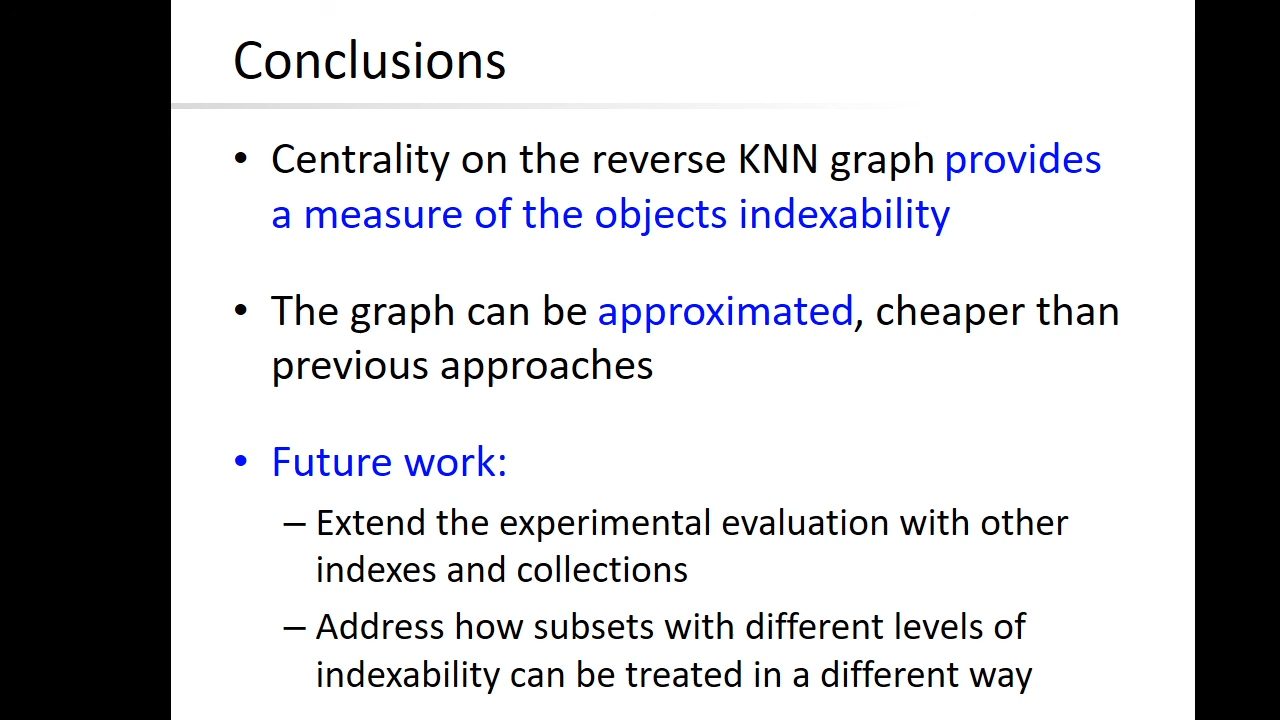 Conclusions
• Centrality on the reverse KNN graph provides
a measure of the objects indexability
• The graph can be approximated, cheaper than
previous approaches
• Future work:
– Extend the experimental evaluation with other
indexes and collections
– Address how subsets with different levels of
indexability can be treated in a different way